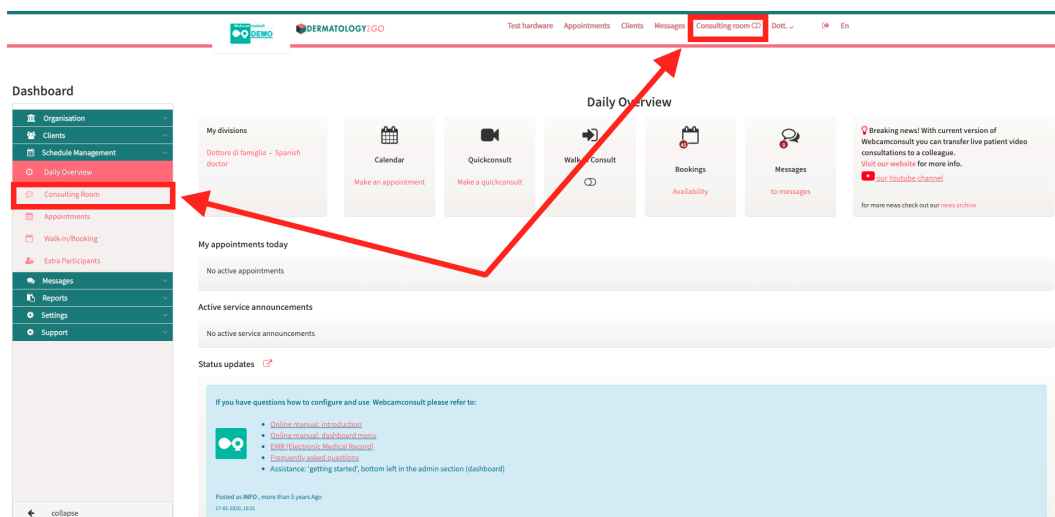 Webcamconsult
DEMO
DERMATOLOGY2GO
Test hardware Appointments Clients Messages Consulting room Dott. .. En
Dashboard
Organisation
Clients
Schedule Management
Daily Overview
Consulting Room
Appointments
Walk-In/Booking
Extra Participants
Messages
Reports
Settings
Support
collapse
Daily Overview
My divisions
Dottore di famiglia - Spanish
doctor
Calendar
Make an appointment
Quickconsult
Make a quickconsult
Walk-In Consult
45
Bookings
Availability
0
Messages
to messages
Breaking news! With current version of
Webcamconsult you can transfer live patient video
consultations to a colleague.
Visit our website for more info.
our Youtube channel
for more news check out our news archive
My appointments today
No active appointments
Active service announcements
No active service announcements
Status updates
If you have questions how to configure and use Webcamconsult please refer to:
• Online manual: introduction
• Online manual: dashboard menu
• EMR (Electronic Medical Record)
• Frequently asked questions
• Assistance: 'getting started', bottom left in the admin section (dashboard)
Posted as INFO , more than 5 years Ago
17-01-2020, 10:21